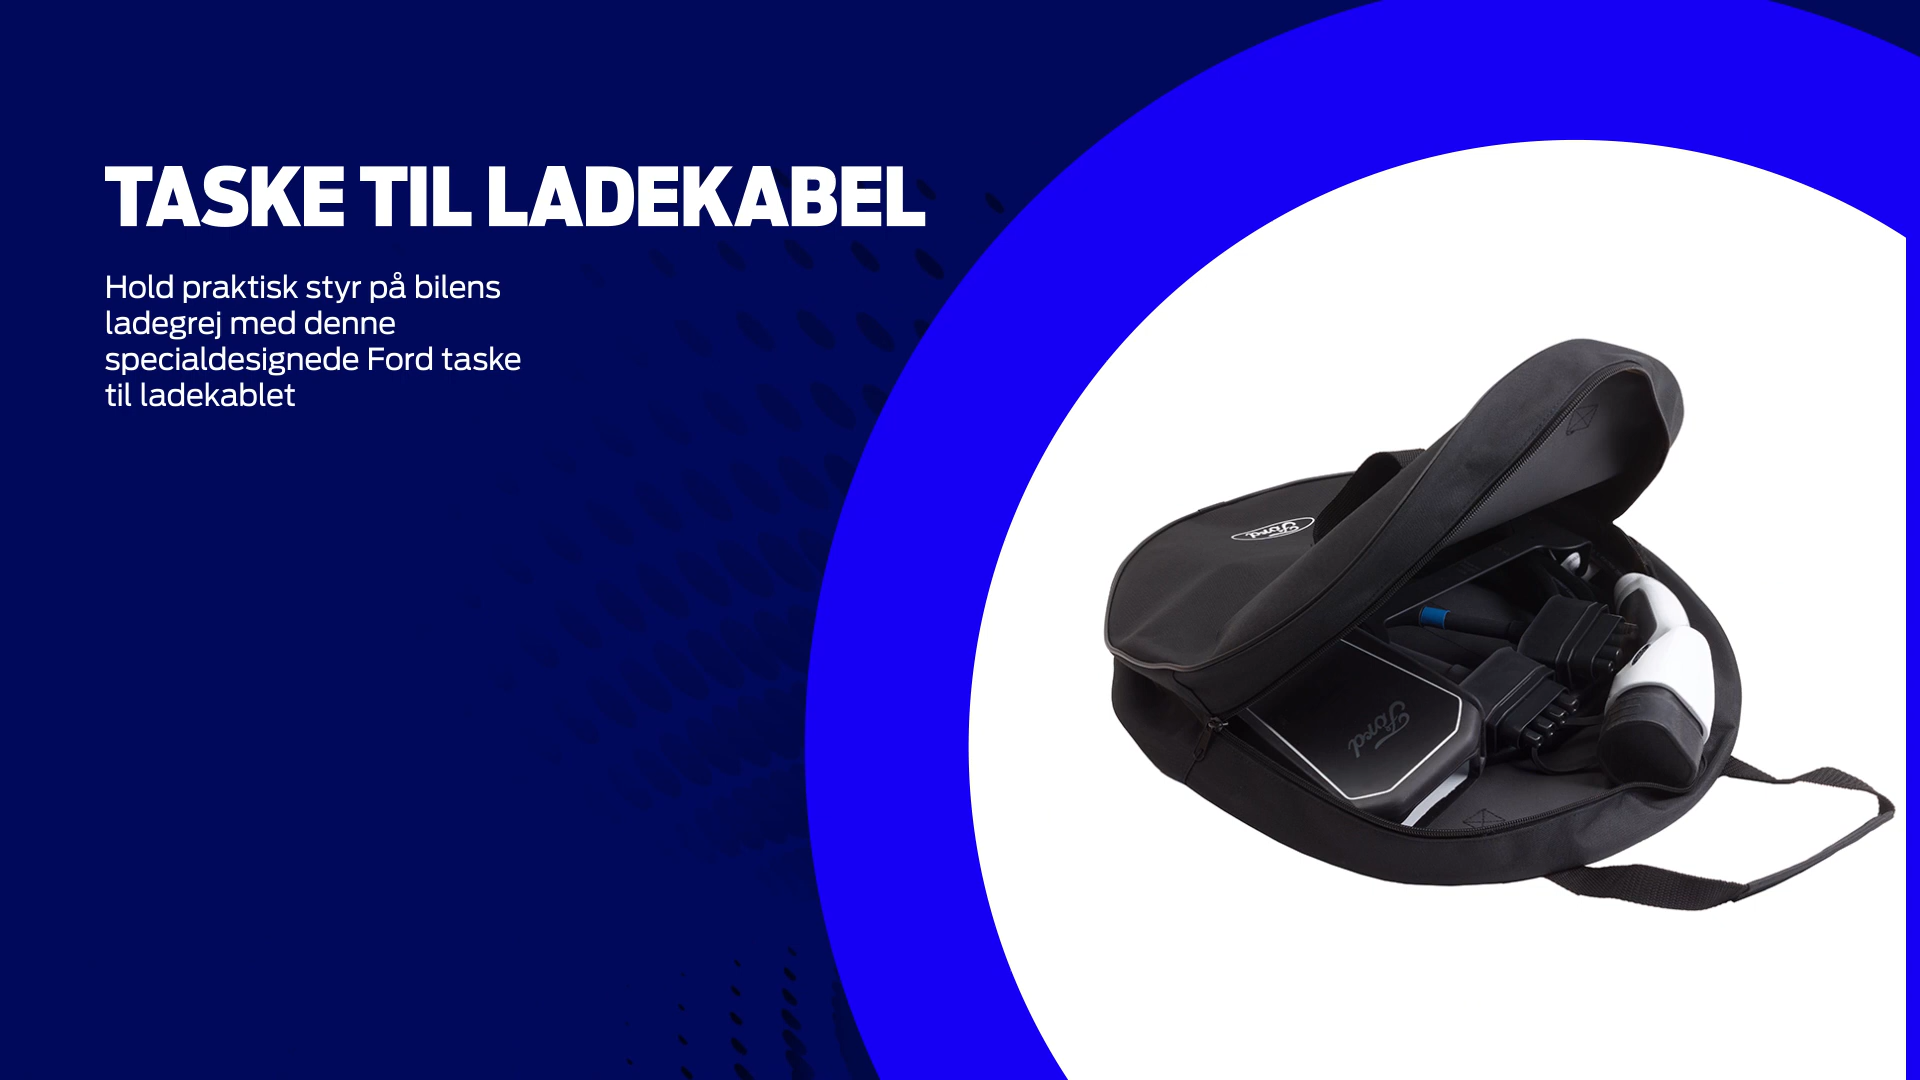 TASKE TIL LADEKABEL
Hold praktisk styr på bilens
ladegrej med denne
specialdesignede Ford taske
til ladekablet
Ford
Ford